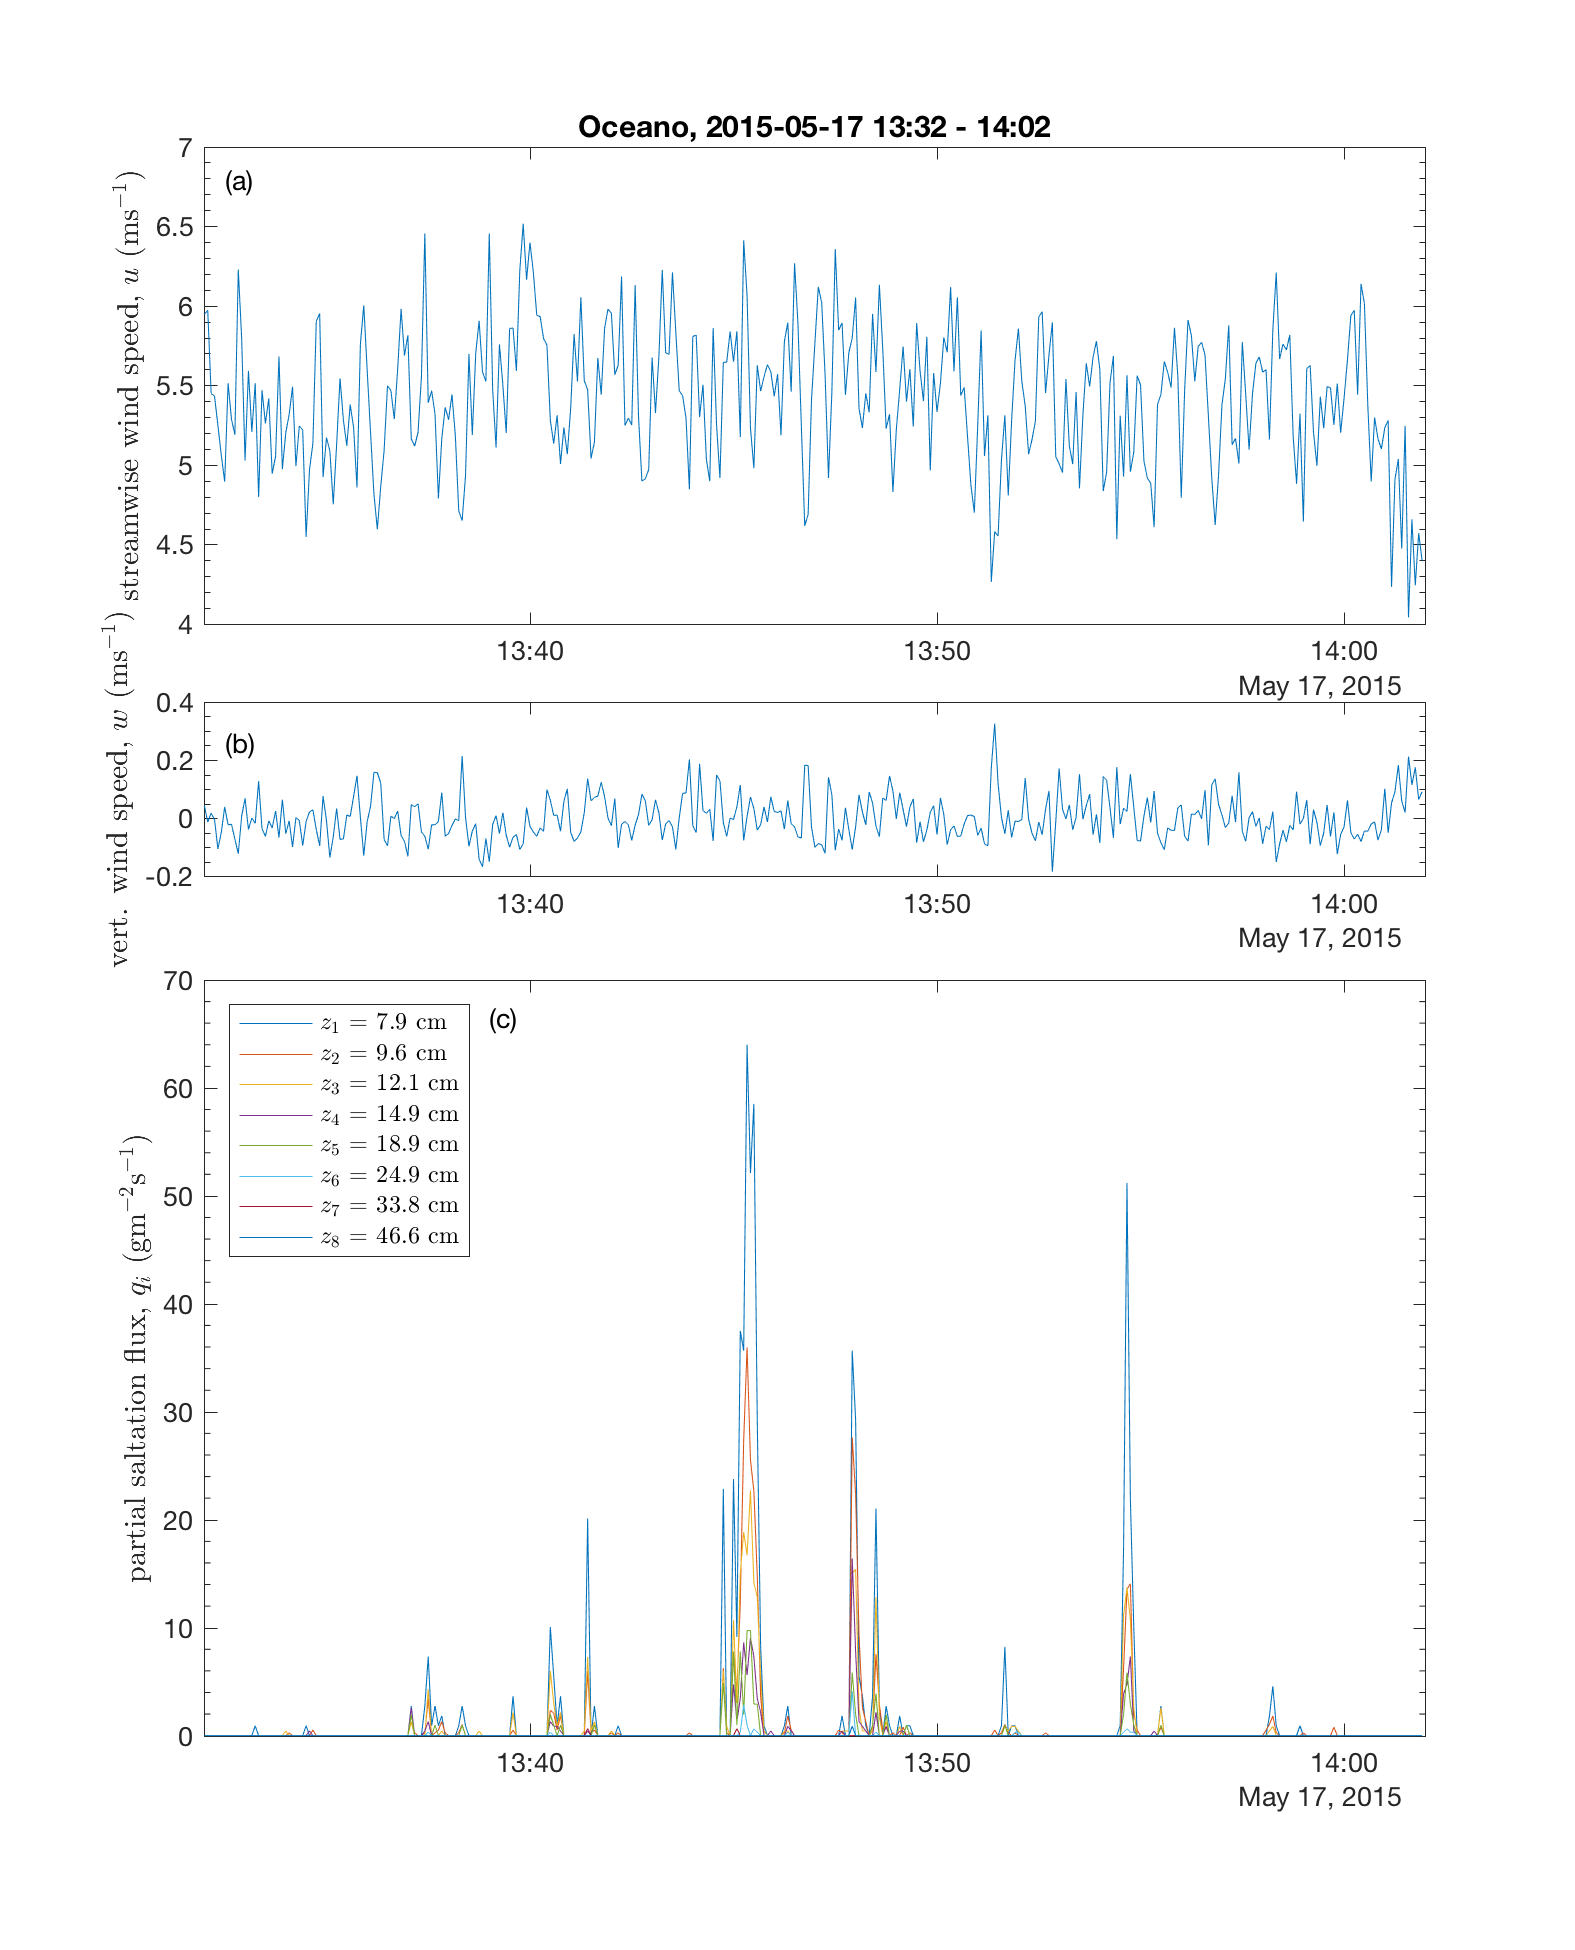 Oceano, 2015-05-17 13:32 - 14:02
(a)
streamwise wind speed, u (ms⁻¹)
7
6.5
6
5.5
5
4.5
4
13:40 13:50 14:00
May 17, 2015
(b)
vert. wind speed, w (ms⁻¹)
0.4
0.2
0
-0.2
13:40 13:50 14:00
May 17, 2015
(c)
partial saltation flux, qᵢ (gm⁻²s⁻¹)
70
60
50
40
30
20
10
0
z₁ = 7.9 cm
z₂ = 9.6 cm
z₃ = 12.1 cm
z₄ = 14.9 cm
z₅ = 18.9 cm
z₆ = 24.9 cm
z₇ = 33.8 cm
z₈ = 46.6 cm
13:40 13:50 14:00
May 17, 2015